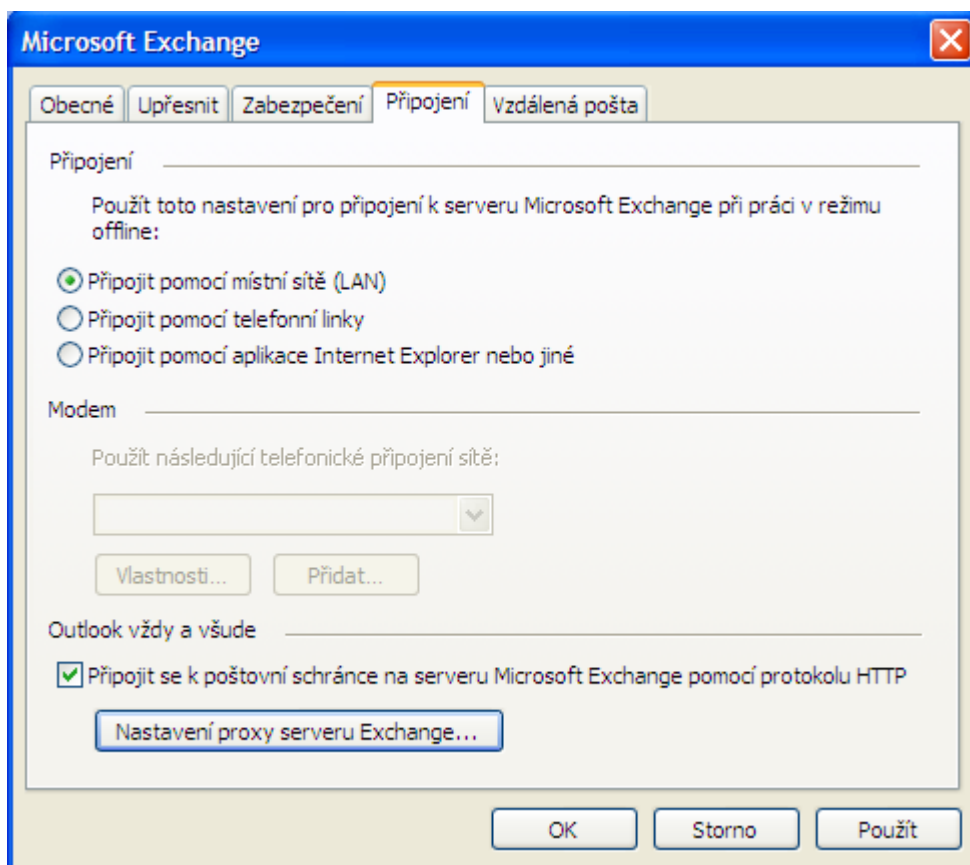 Microsoft Exchange
Obecné Upřesnit Zabezpečení Připojení Vzdálená pošta
Připojení
Použít toto nastavení pro připojení k serveru Microsoft Exchange při práci v režimu
offline:
Připojit pomocí místní sítě (LAN)
Připojit pomocí telefonní linky
Připojit pomocí aplikace Internet Explorer nebo jiné
Modem
Použít následující telefonické připojení sítě:
Vlastnosti... Přidat...
Outlook vždy a všude
Připojit se k poštovní schránce na serveru Microsoft Exchange pomocí protokolu HTTP
Nastavení proxy serveru Exchange...
OK Storno Použít